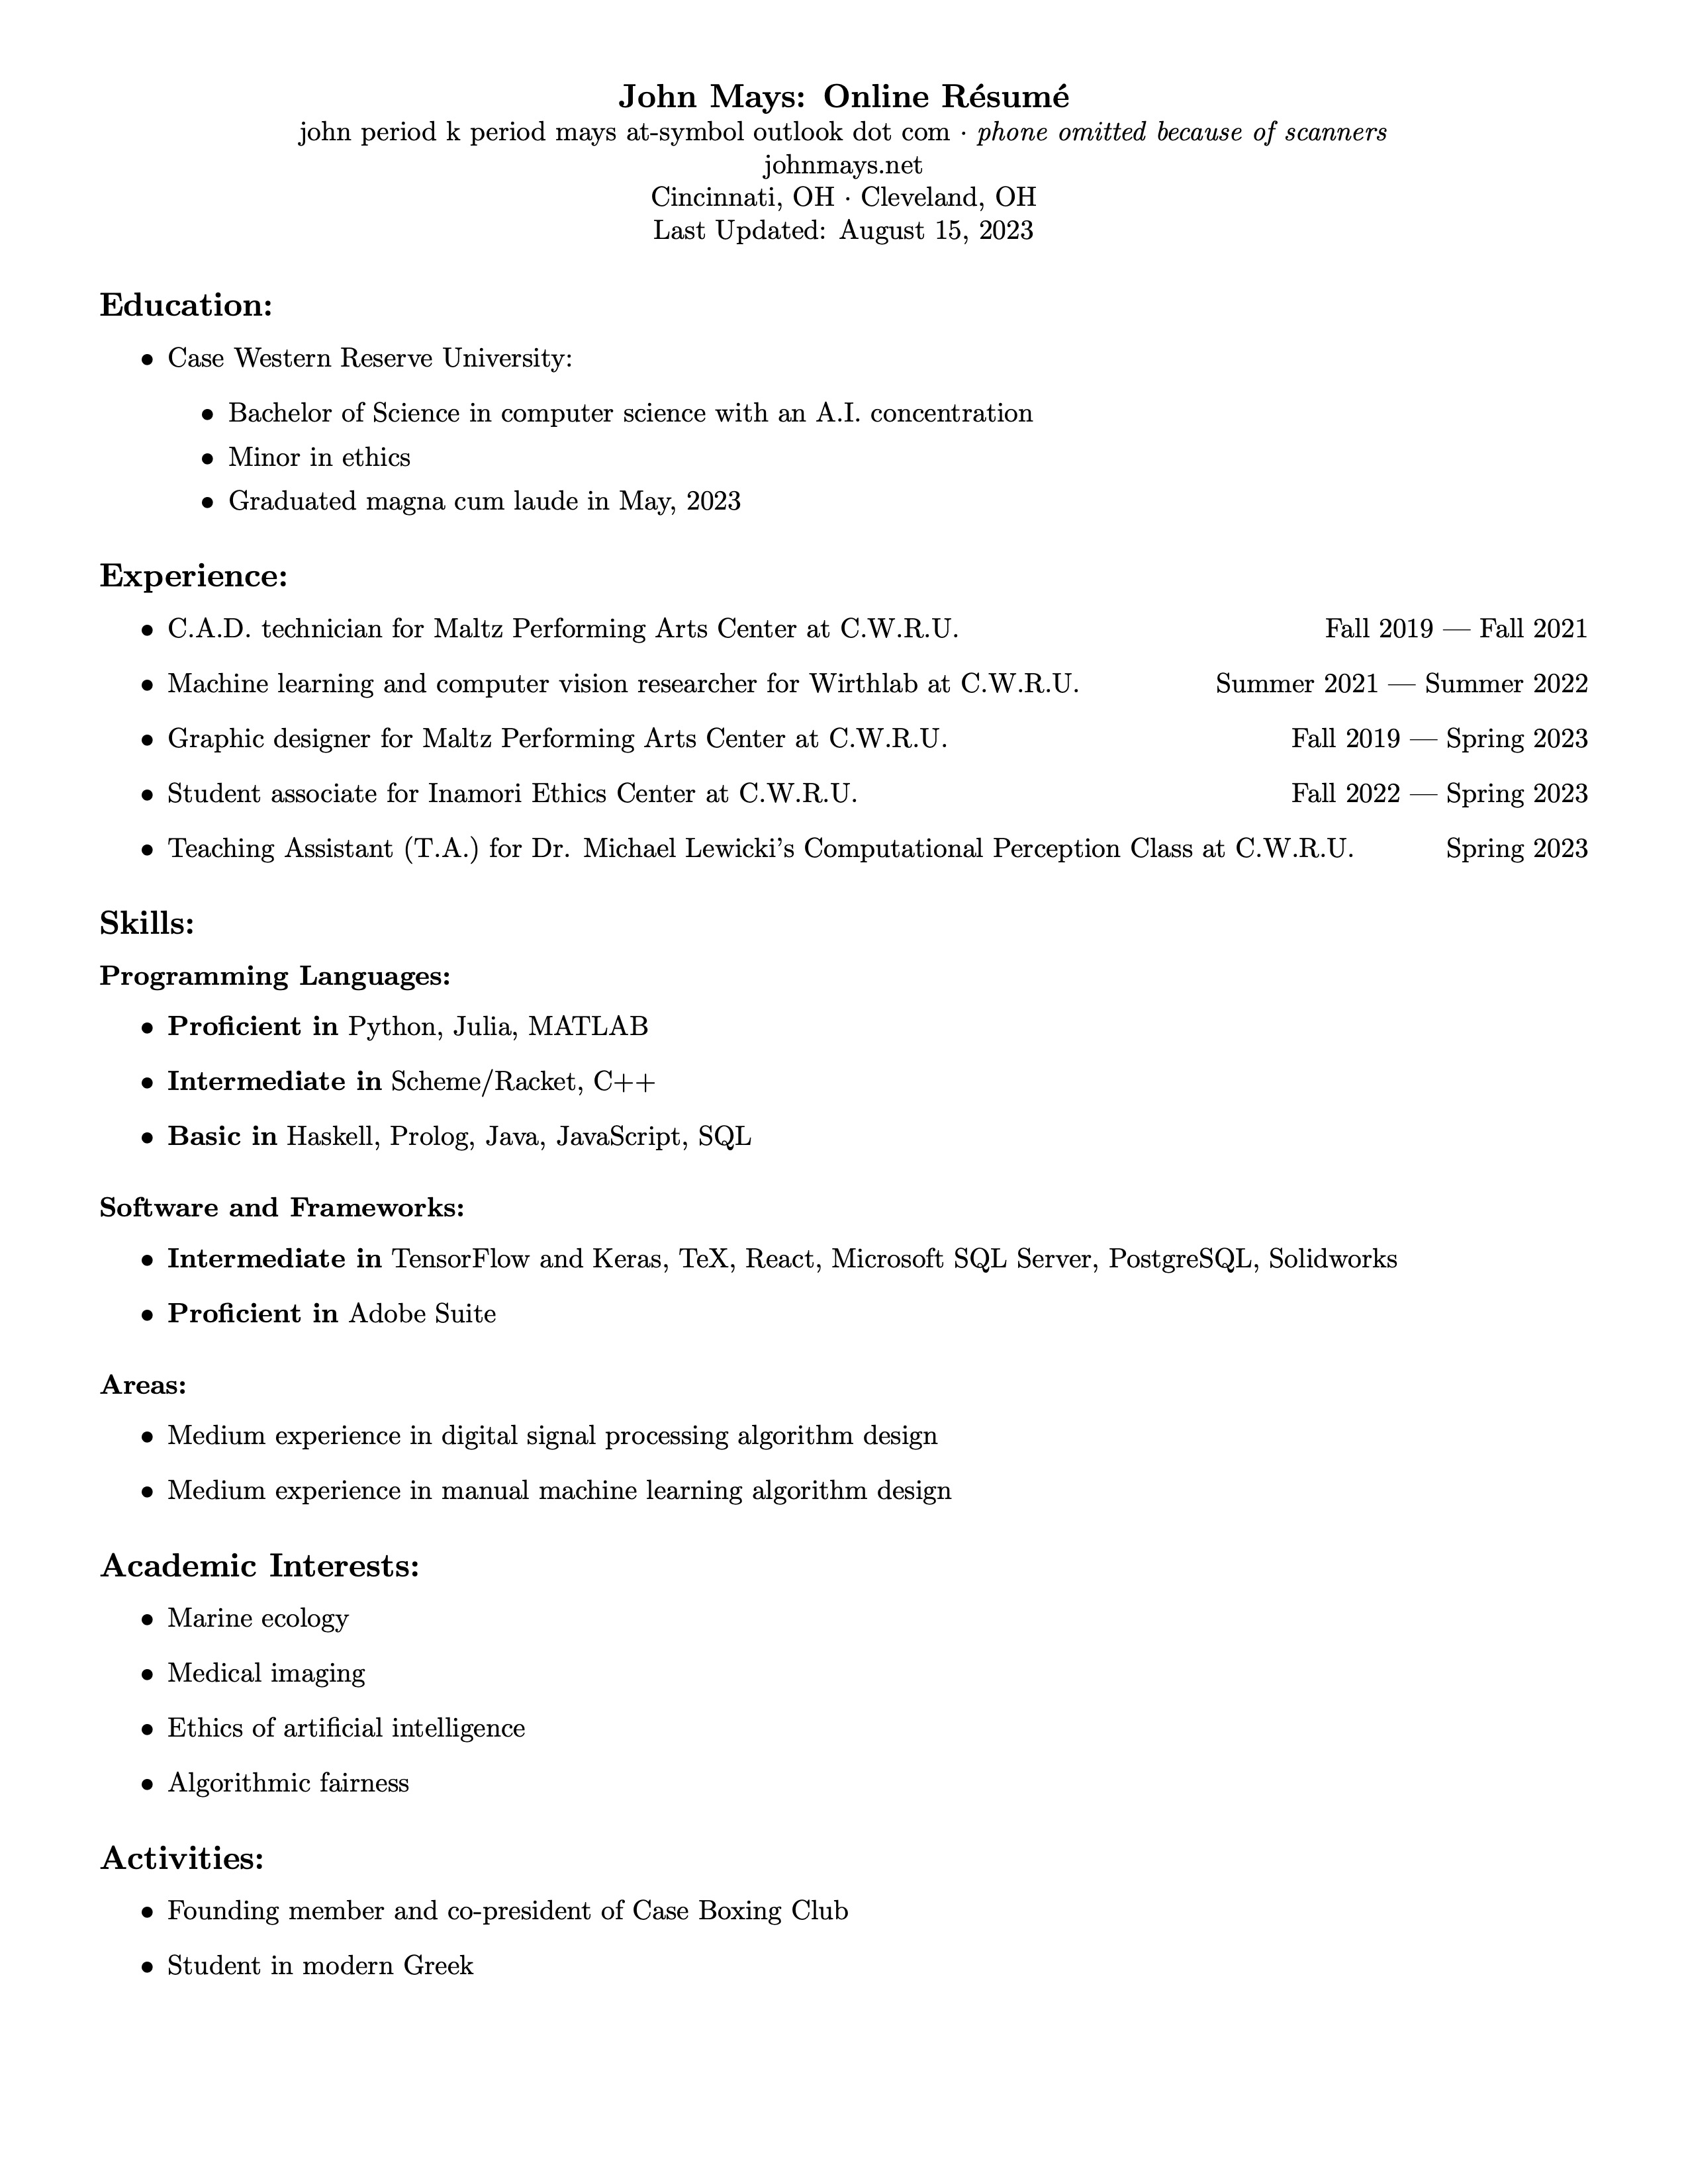 John Mays: Online Résumé
john period k period mays at-symbol outlook dot com · phone omitted because of scanners
johnmays.net
Cincinnati, OH · Cleveland, OH
Last Updated: August 15, 2023
Education:
• Case Western Reserve University:
• Bachelor of Science in computer science with an A.I. concentration
• Minor in ethics
• Graduated magna cum laude in May, 2023
Experience:
• C.A.D. technician for Maltz Performing Arts Center at C.W.R.U. Fall 2019 — Fall 2021
• Machine learning and computer vision researcher for Wirthlab at C.W.R.U. Summer 2021 — Summer 2022
• Graphic designer for Maltz Performing Arts Center at C.W.R.U. Fall 2019 — Spring 2023
• Student associate for Inamori Ethics Center at C.W.R.U. Fall 2022 — Spring 2023
• Teaching Assistant (T.A.) for Dr. Michael Lewicki's Computational Perception Class at C.W.R.U. Spring 2023
Skills:
Programming Languages:
• Proficient in Python, Julia, MATLAB
• Intermediate in Scheme/Racket, C++
• Basic in Haskell, Prolog, Java, JavaScript, SQL
Software and Frameworks:
• Intermediate in TensorFlow and Keras, TeX, React, Microsoft SQL Server, PostgreSQL, Solidworks
• Proficient in Adobe Suite
Areas:
• Medium experience in digital signal processing algorithm design
• Medium experience in manual machine learning algorithm design
Academic Interests:
• Marine ecology
• Medical imaging
• Ethics of artificial intelligence
• Algorithmic fairness
Activities:
• Founding member and co-president of Case Boxing Club
• Student in modern Greek